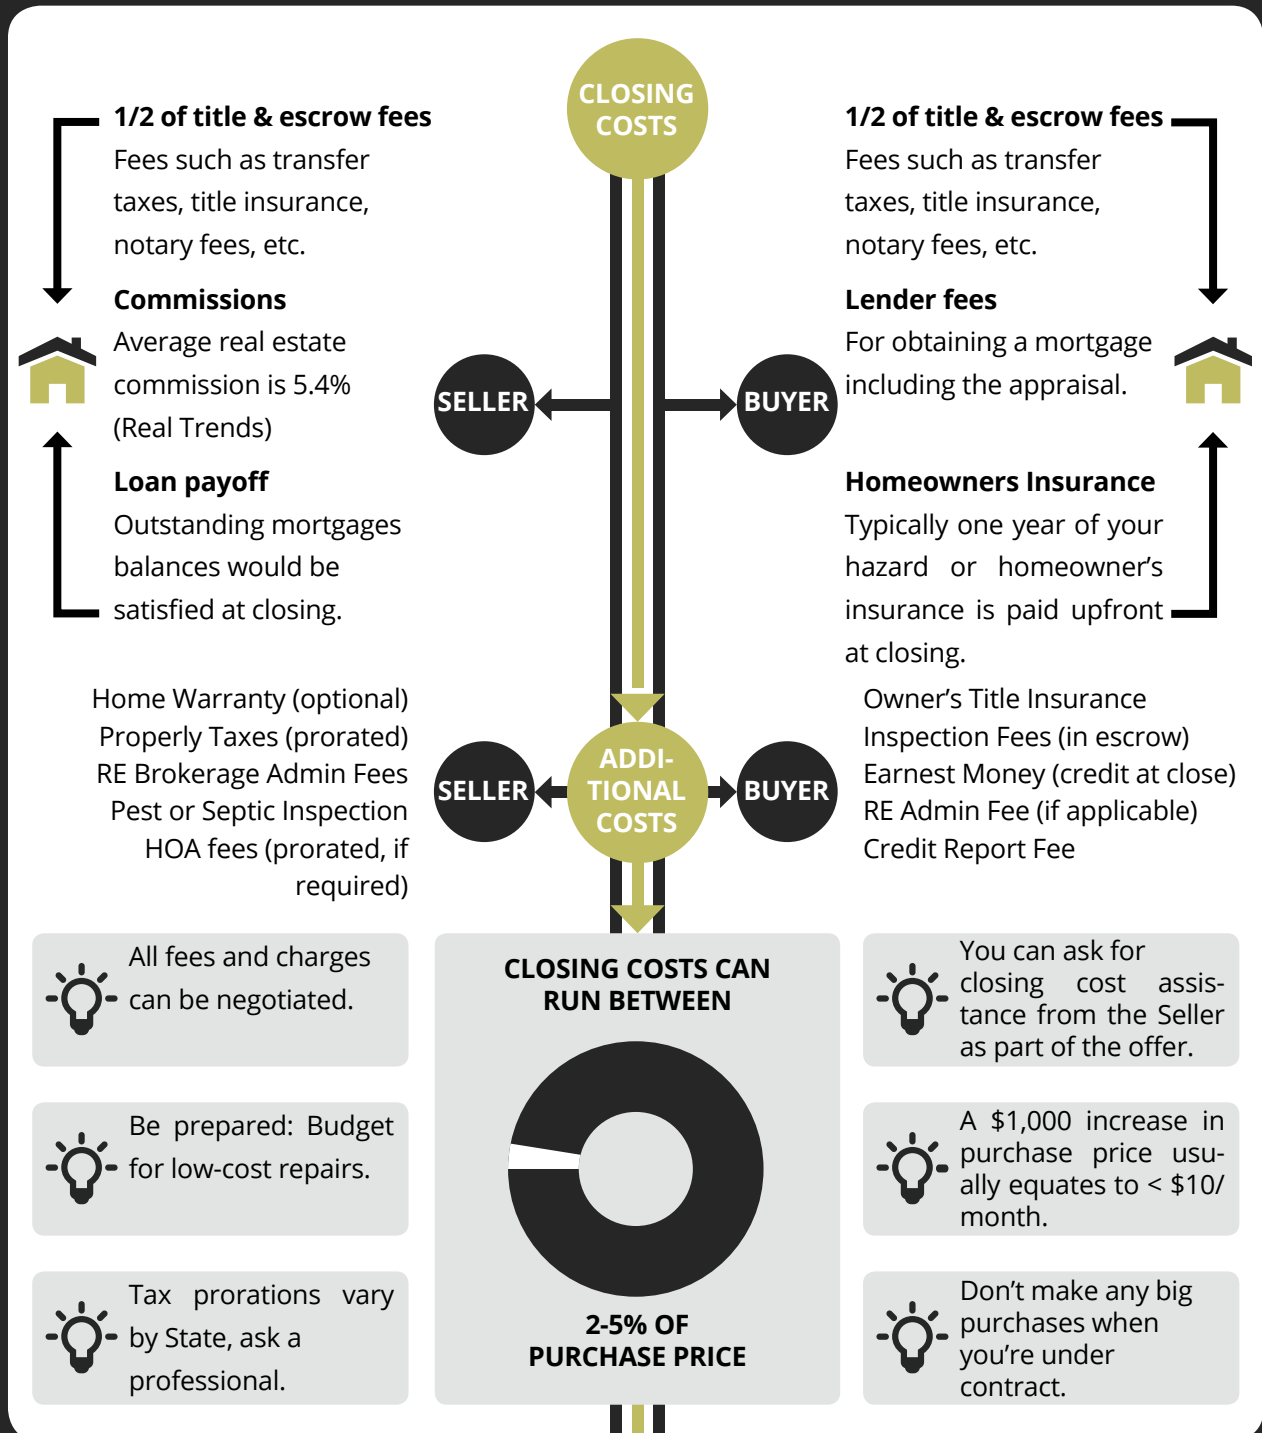 CLOSING
COSTS
1/2 of title & escrow fees
Fees such as transfer
taxes, title insurance,
notary fees, etc.
Commissions
Average real estate
commission is 5.4%
(Real Trends)
Loan payoff
Outstanding mortgages
balances would be
satisfied at closing.
SELLER
BUYER
1/2 of title & escrow fees
Fees such as transfer
taxes, title insurance,
notary fees, etc.
Lender fees
For obtaining a mortgage
including the appraisal.
Homeowners Insurance
Typically one year of your
hazard or homeowner’s
insurance is paid upfront
at closing.
Home Warranty (optional)
Properly Taxes (prorated)
RE Brokerage Admin Fees
Pest or Septic Inspection
HOA fees (prorated, if
required)
SELLER
ADDI-
TIONAL
COSTS
BUYER
Owner’s Title Insurance
Inspection Fees (in escrow)
Earnest Money (credit at close)
RE Admin Fee (if applicable)
Credit Report Fee
All fees and charges
can be negotiated.
Be prepared: Budget
for low-cost repairs.
Tax prorations vary
by State, ask a
professional.
CLOSING COSTS CAN
RUN BETWEEN
2-5% OF
PURCHASE PRICE
You can ask for
closing cost assis-
tance from the Seller
as part of the offer.
A $1,000 increase in
purchase price usu-
ally equates to < $10/
month.
Don’t make any big
purchases when
you’re under
contract.